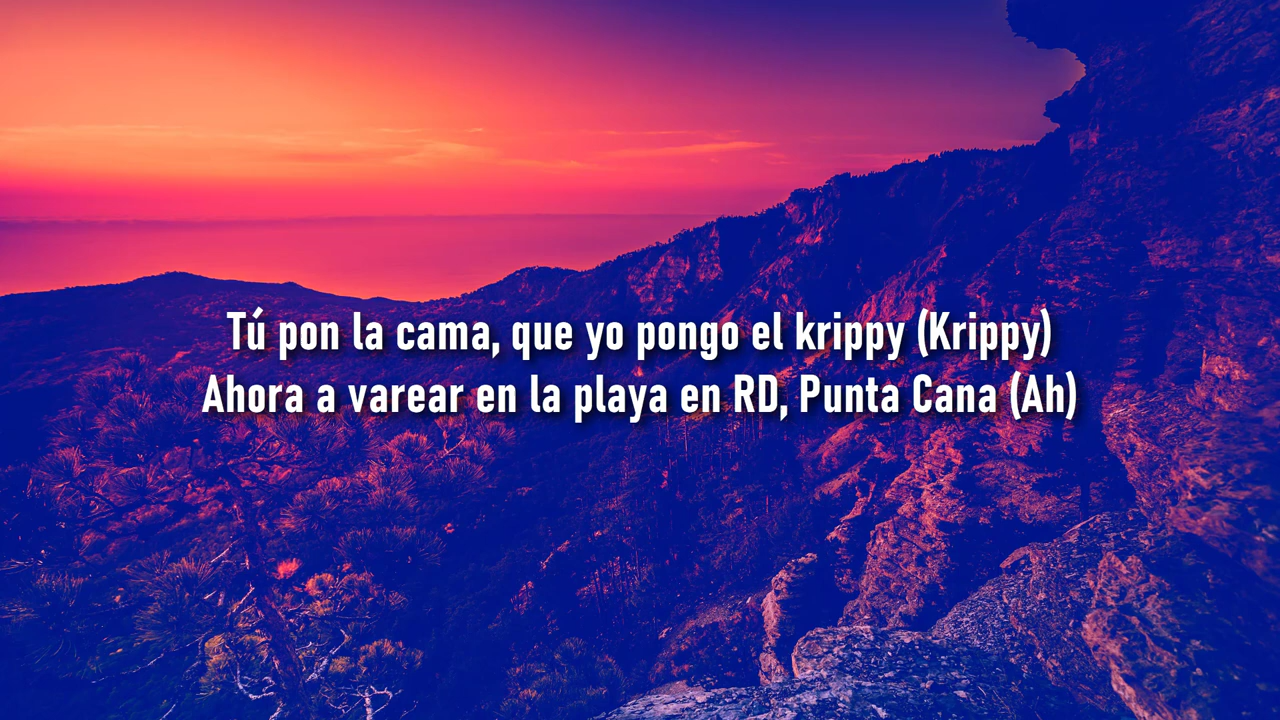 Tú pon la cama, que yo pongo el krippy (Krippy)
Ahora a varear en la playa en RD, Punta Cana (Ah)